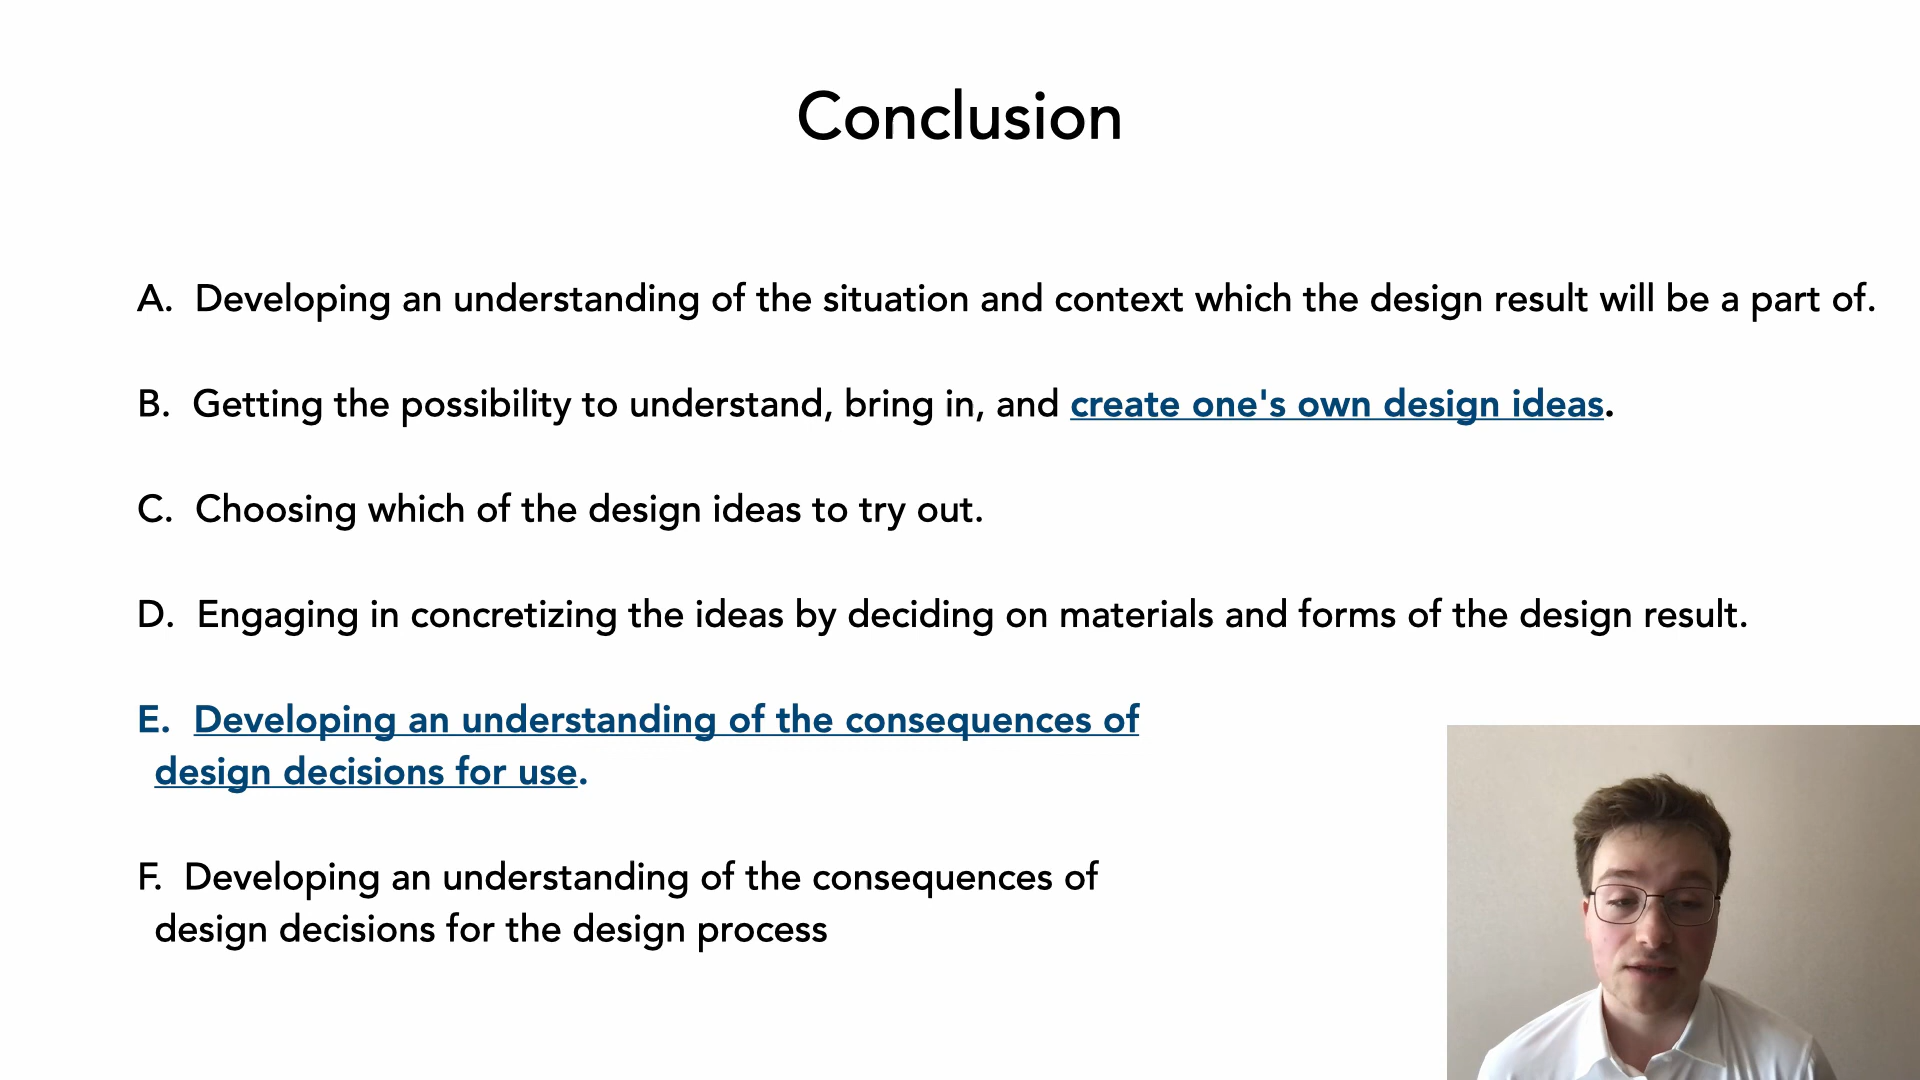 Conclusion
A. Developing an understanding of the situation and context which the design result will be a part of.
B. Getting the possibility to understand, bring in, and create one's own design ideas.
C. Choosing which of the design ideas to try out.
D. Engaging in concretizing the ideas by deciding on materials and forms of the design result.
E. Developing an understanding of the consequences of
design decisions for use.
F. Developing an understanding of the consequences of
design decisions for the design process